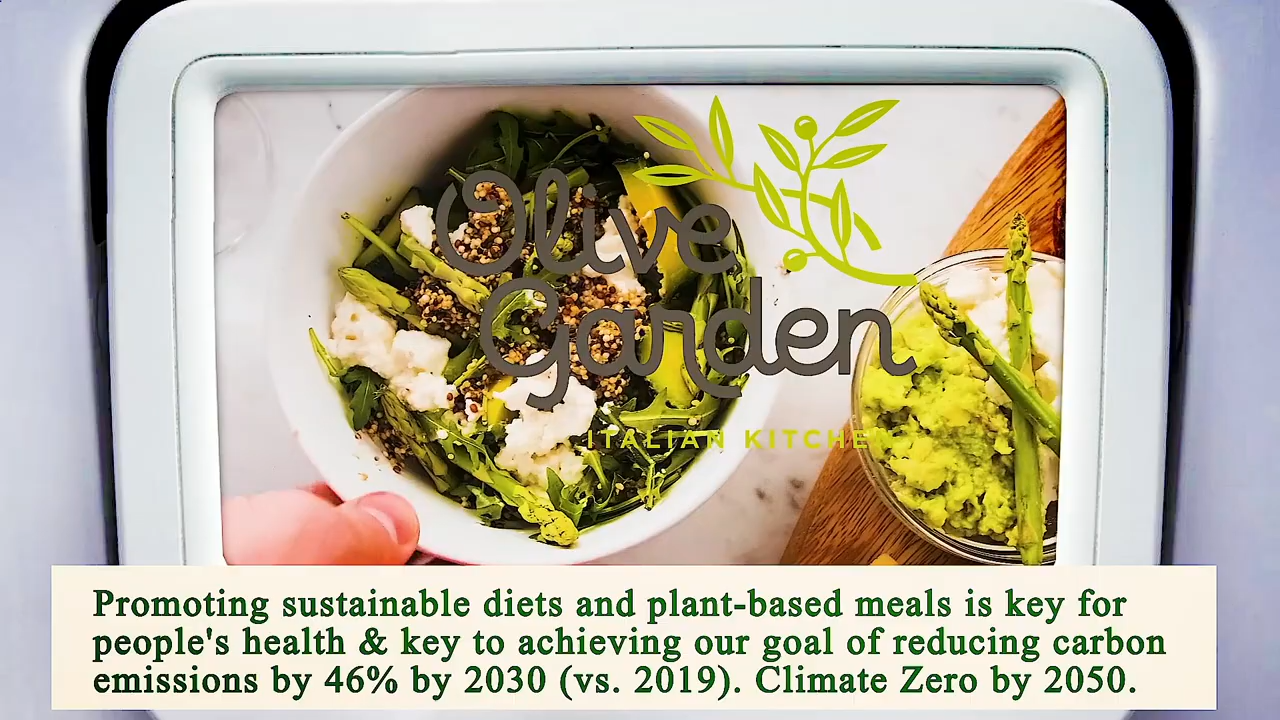 Olive
Garden
ITALIAN KITCHEN
Promoting sustainable diets and plant-based meals is key for
people's health & key to achieving our goal of reducing carbon
emissions by 46% by 2030 (vs. 2019). Climate Zero by 2050.